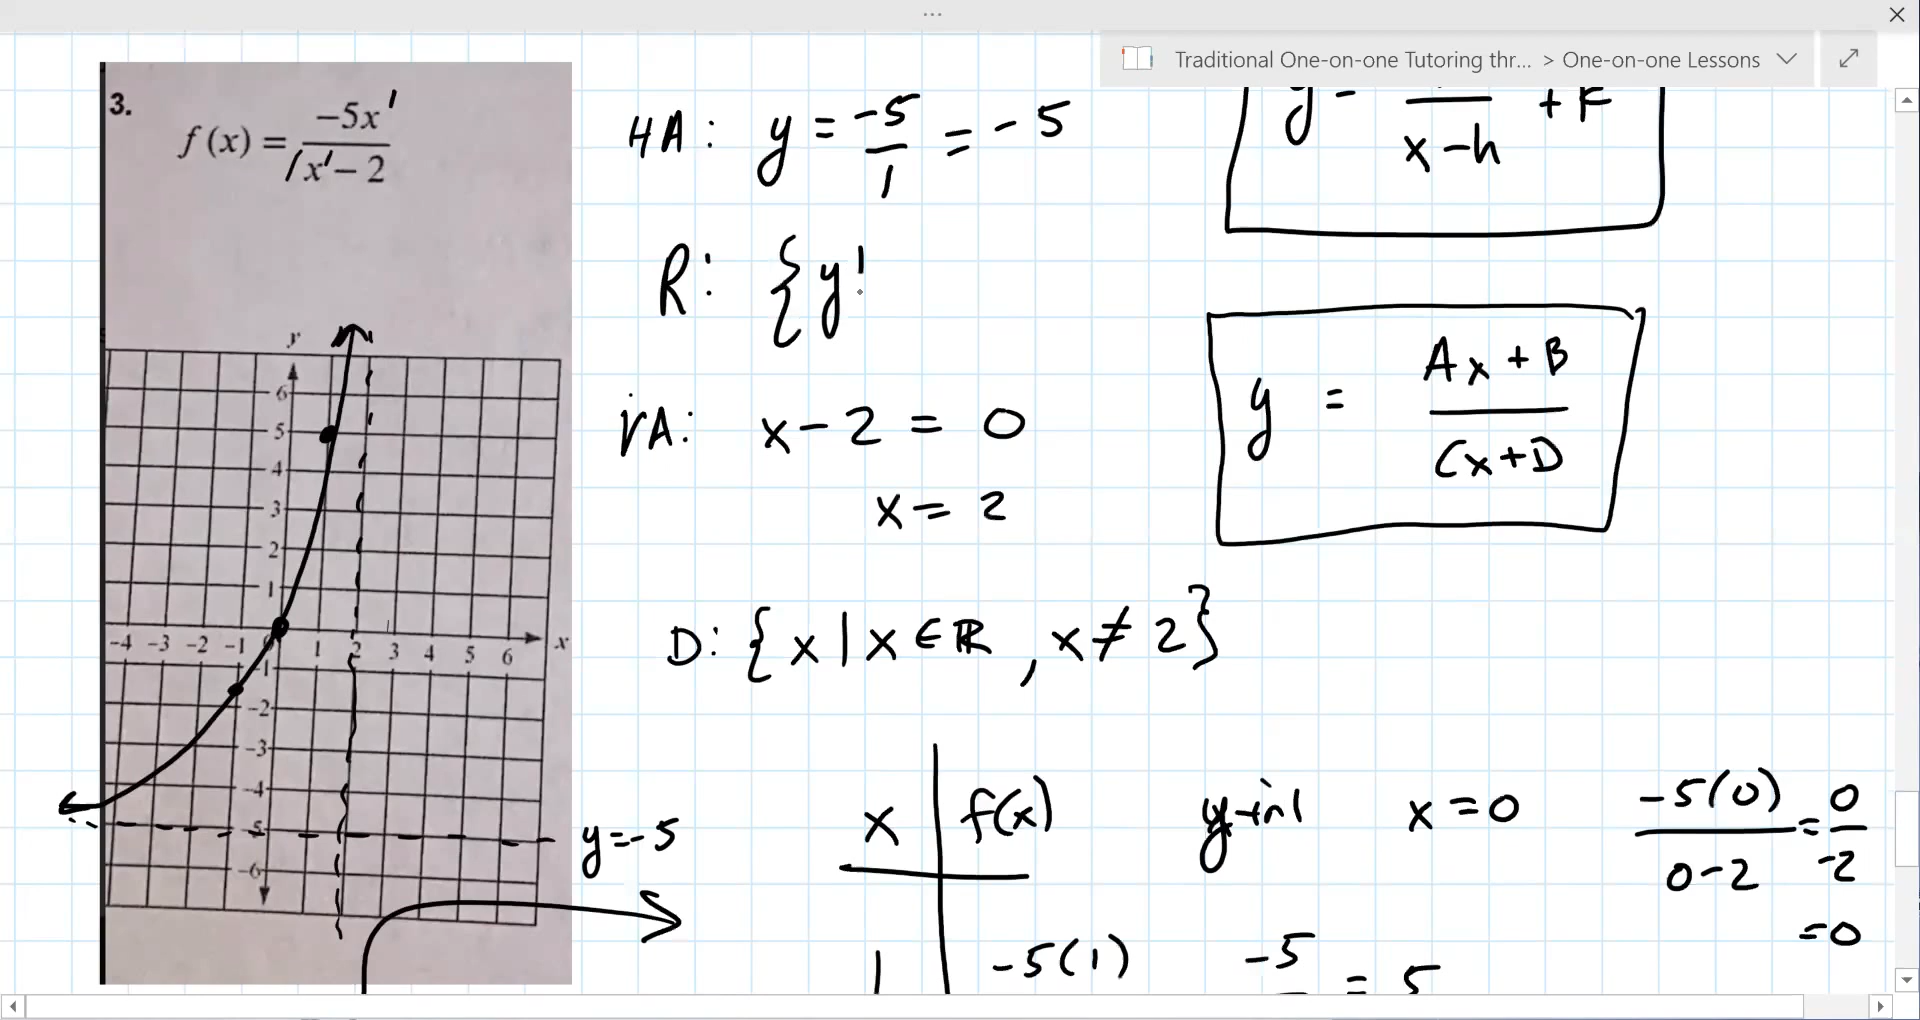 Traditional One-on-one Tutoring thr... > One-on-one Lessons
3.
f(x) = -5x / 1x - 2
HA: y = -5/1 = -5
x-h
R: {y!
VA: x-2 = 0
x = 2
y = Ax+B / Cx+D
D: {x | x ∈ ℝ, x ≠ 2}
y
6
5
4
3
2
1
-4 -3 -2 -1 0 1 2 3 4 5 6 x
-1
-2
-3
-4
-5
-6
y=-5
x f(x)
y-int x = 0
-5(0) / 0-2 = 0 / -2
= 0
1 -5(1) -5 = 5